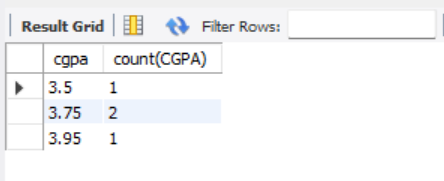 Result Grid Filter Rows:
cgpa count(CGPA)
3.5 1
3.75 2
3.95 1